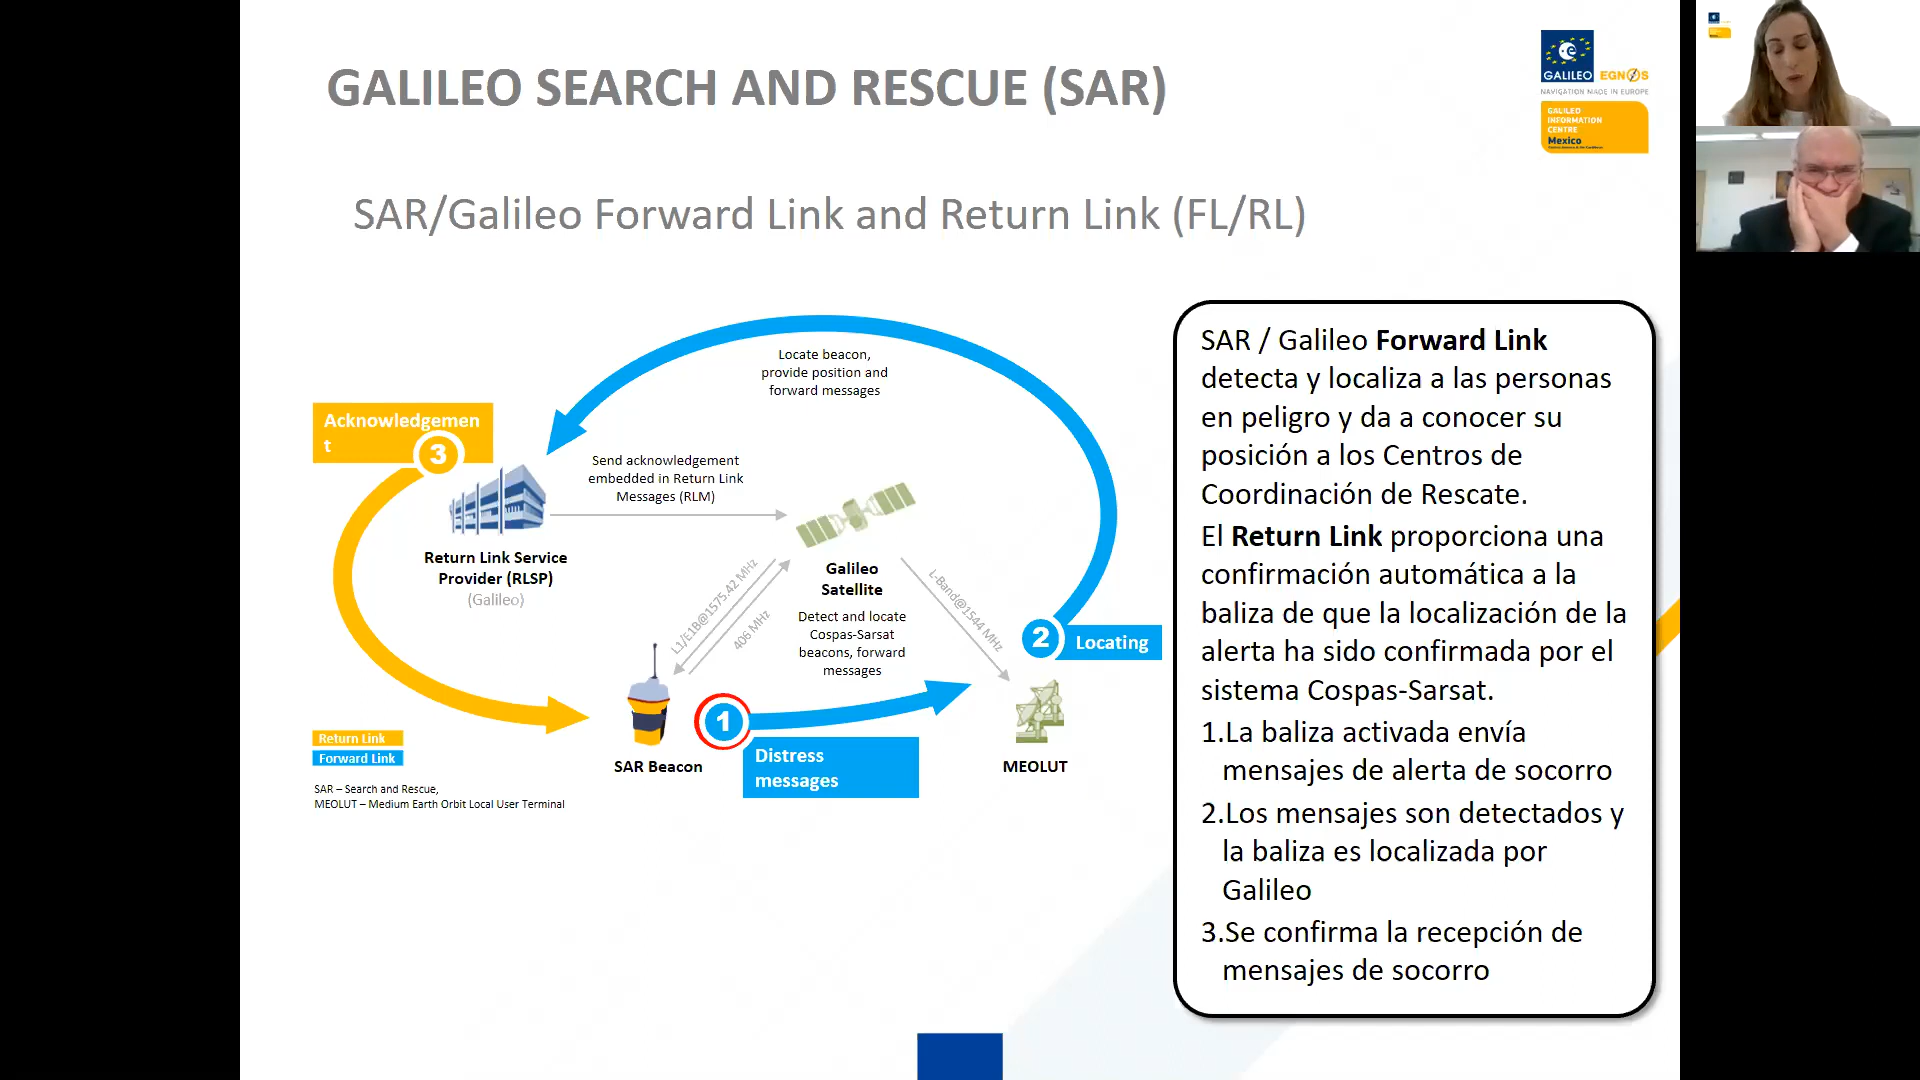 GALILEO SEARCH AND RESCUE (SAR)
GALILEO EGNOS
NAVIGATION MADE IN EUROPE
GALILEO
INFORMATION
CENTRE
Mexico
SAR/Galileo Forward Link and Return Link (FL/RL)
Locate beacon,
provide position and
forward messages
Acknowledgemen
t
3
Send acknowledgement
embedded in Return Link
Messages (RLM)
Return Link Service
Provider (RLSP)
(Galileo)
Galileo
Satellite
Detect and locate
Cospas-Sarsat
beacons, forward
messages
L1/E1B@1575.42 MHz
406 MHz
L-Band@1544 MHz
2
Locating
1
Distress
messages
SAR Beacon
MEOLUT
Return Link
Forward Link
SAR – Search and Rescue,
MEOLUT – Medium Earth Orbit Local User Terminal
SAR / Galileo Forward Link
detecta y localiza a las personas
en peligro y da a conocer su
posición a los Centros de
Coordinación de Rescate.
El Return Link proporciona una
confirmación automática a la
baliza de que la localización de la
alerta ha sido confirmada por el
sistema Cospas-Sarsat.
1.La baliza activada envía
mensajes de alerta de socorro
2.Los mensajes son detectados y
la baliza es localizada por
Galileo
3.Se confirma la recepción de
mensajes de socorro